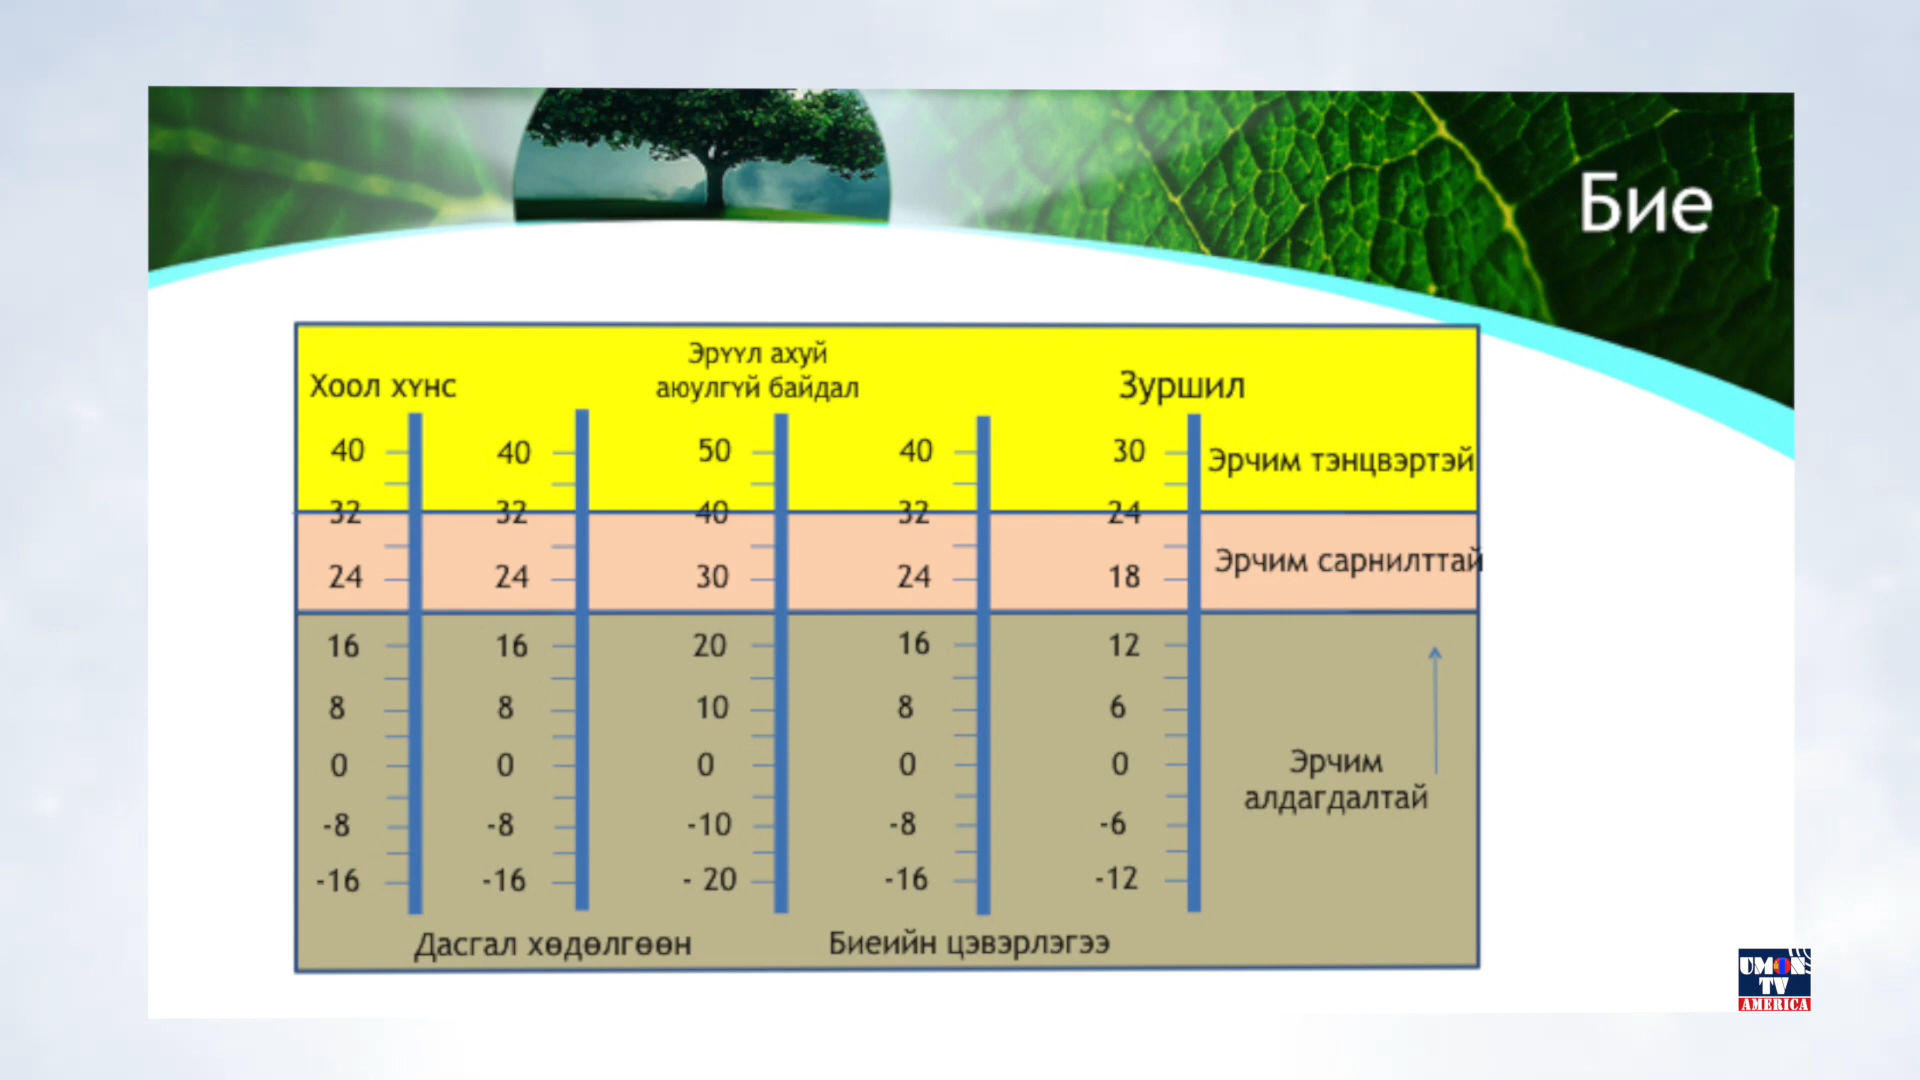 Бие
Эрүүл ахуй
Хоол хүнс
аюулгүй байдал
Зуршил
40 40 50 40 30
Эрчим тэнцвэртэй
32 32 40 32 24
Эрчим сарнилттай
24 24 30 24 18
16 16 20 16 12
8 8 10 8 6
0 0 0 0 0
Эрчим
алдагдалтай
-8 -8 -10 -8 -6
-16 -16 - 20 -16 -12
Дасгал хөдөлгөөн
Биеийн цэвэрлэгээ
UMON
TV
AMERICA